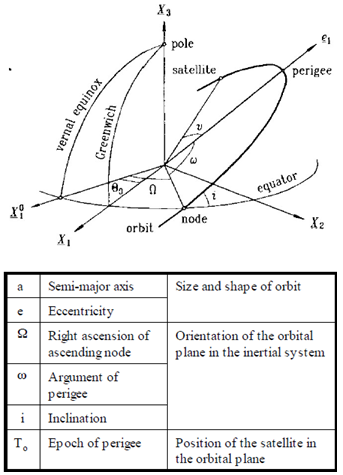 X₃
pole
e₁
satellite
perigee
vernal equinox
Greenwich
υ
ω
Θ₀
Ω
i
equator
X₁⁰
X₁
orbit
node
X₂
a Semi-major axis Size and shape of orbit
e Eccentricity
Ω Right ascension of ascending node Orientation of the orbital plane in the inertial system
ω Argument of perigee
i Inclination
Tₒ Epoch of perigee Position of the satellite in the orbital plane